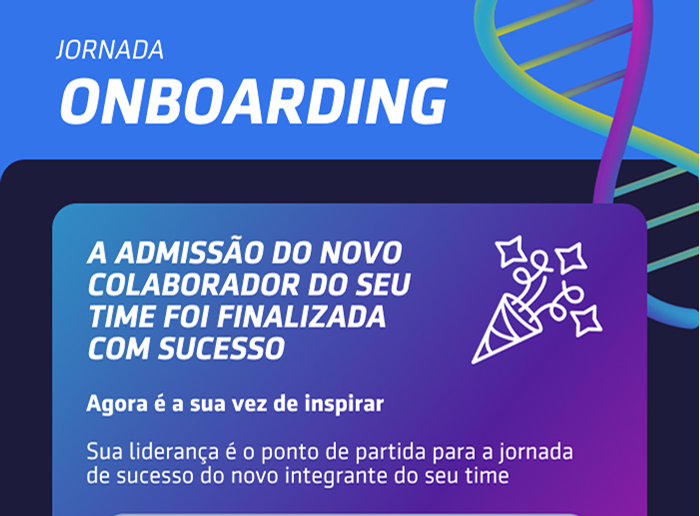 JORNADA
ONBOARDING
A ADMISSÃO DO NOVO
COLABORADOR DO SEU
TIME FOI FINALIZADA
COM SUCESSO
Agora é a sua vez de inspirar
Sua liderança é o ponto de partida para a jornada
de sucesso do novo integrante do seu time